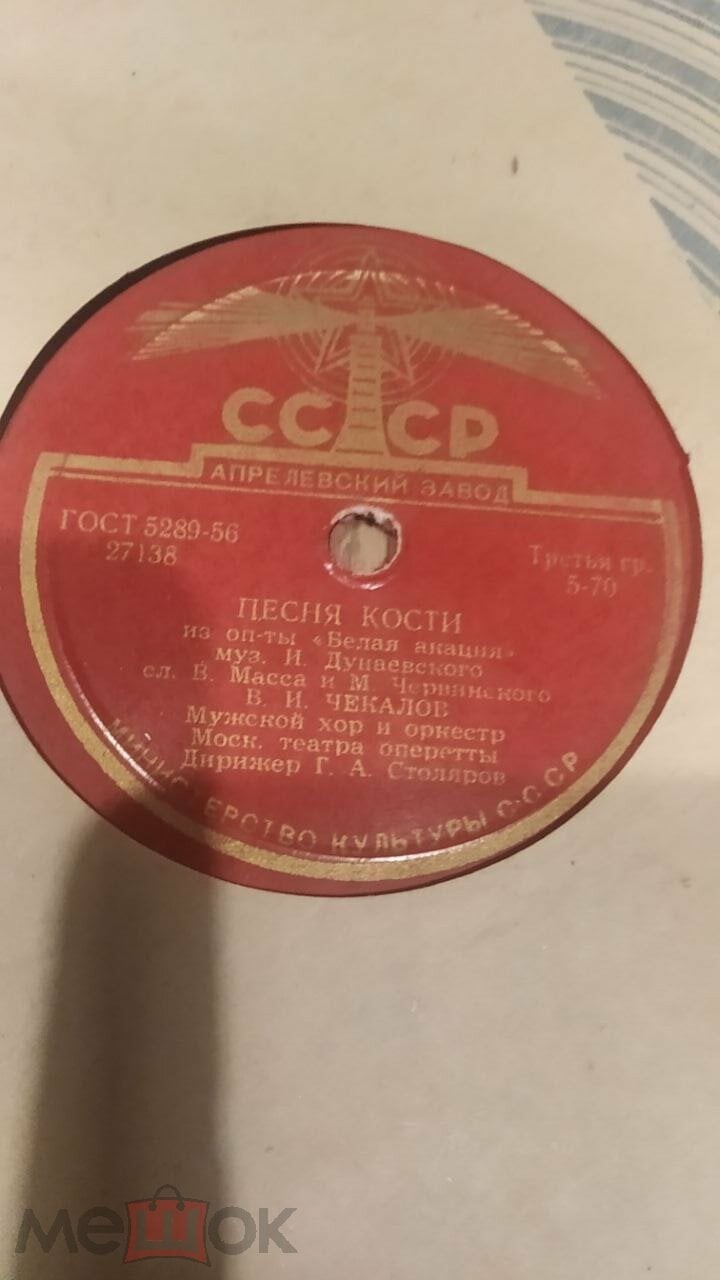 СССР
АПРЕЛЕВСКИЙ ЗАВОД
ГОСТ 5289-56
27138
Третья гр.
5-70
ПЕСНЯ КОСТИ
из оп-ты «Белая акация»
муз. И. Дунаевского
сл. В. Масса и М. Червинского
В. И. ЧЕКАЛОВ
Мужской хор и оркестр
Моск. театра оперетты
Дирижер Г. А. Столяров
МИНИСТЕРСТВО КУЛЬТУРЫ СССР
мешок